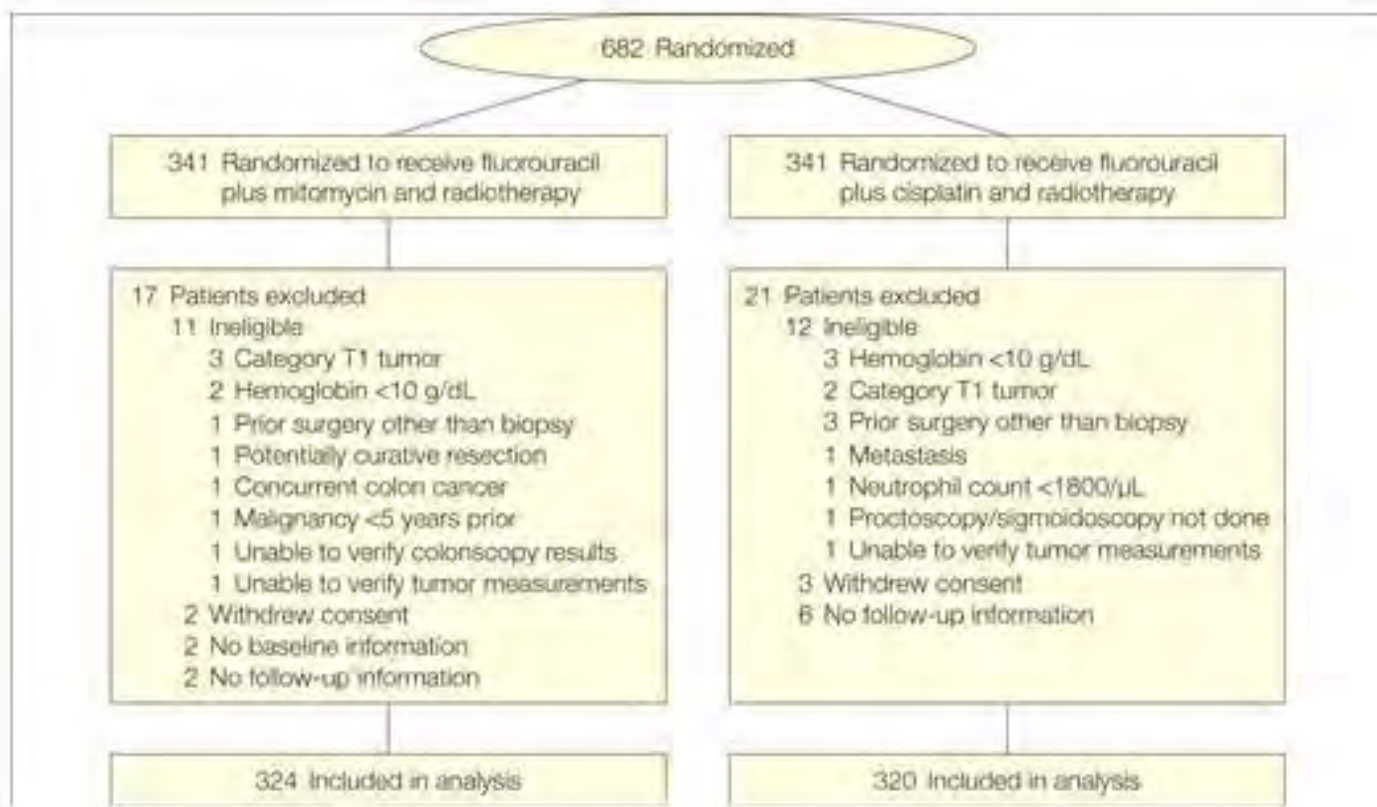 682 Randomized
341 Randomized to receive fluorouracil
plus mitomycin and radiotherapy
17 Patients excluded
11 Ineligible
3 Category T1 tumor
2 Hemoglobin <10 g/dL
1 Prior surgery other than biopsy
1 Potentially curative resection
1 Concurrent colon cancer
1 Malignancy <5 years prior
1 Unable to verify colonscopy results
1 Unable to verify tumor measurements
2 Withdrew consent
2 No baseline information
2 No follow-up information
324 Included in analysis
341 Randomized to receive fluorouracil
plus cisplatin and radiotherapy
21 Patients excluded
12 Ineligible
3 Hemoglobin <10 g/dL
2 Category T1 tumor
3 Prior surgery other than biopsy
1 Metastasis
1 Neutrophil count <1800/µL
1 Proctoscopy/sigmoidoscopy not done
1 Unable to verify tumor measurements
3 Withdrew consent
6 No follow-up information
320 Included in analysis